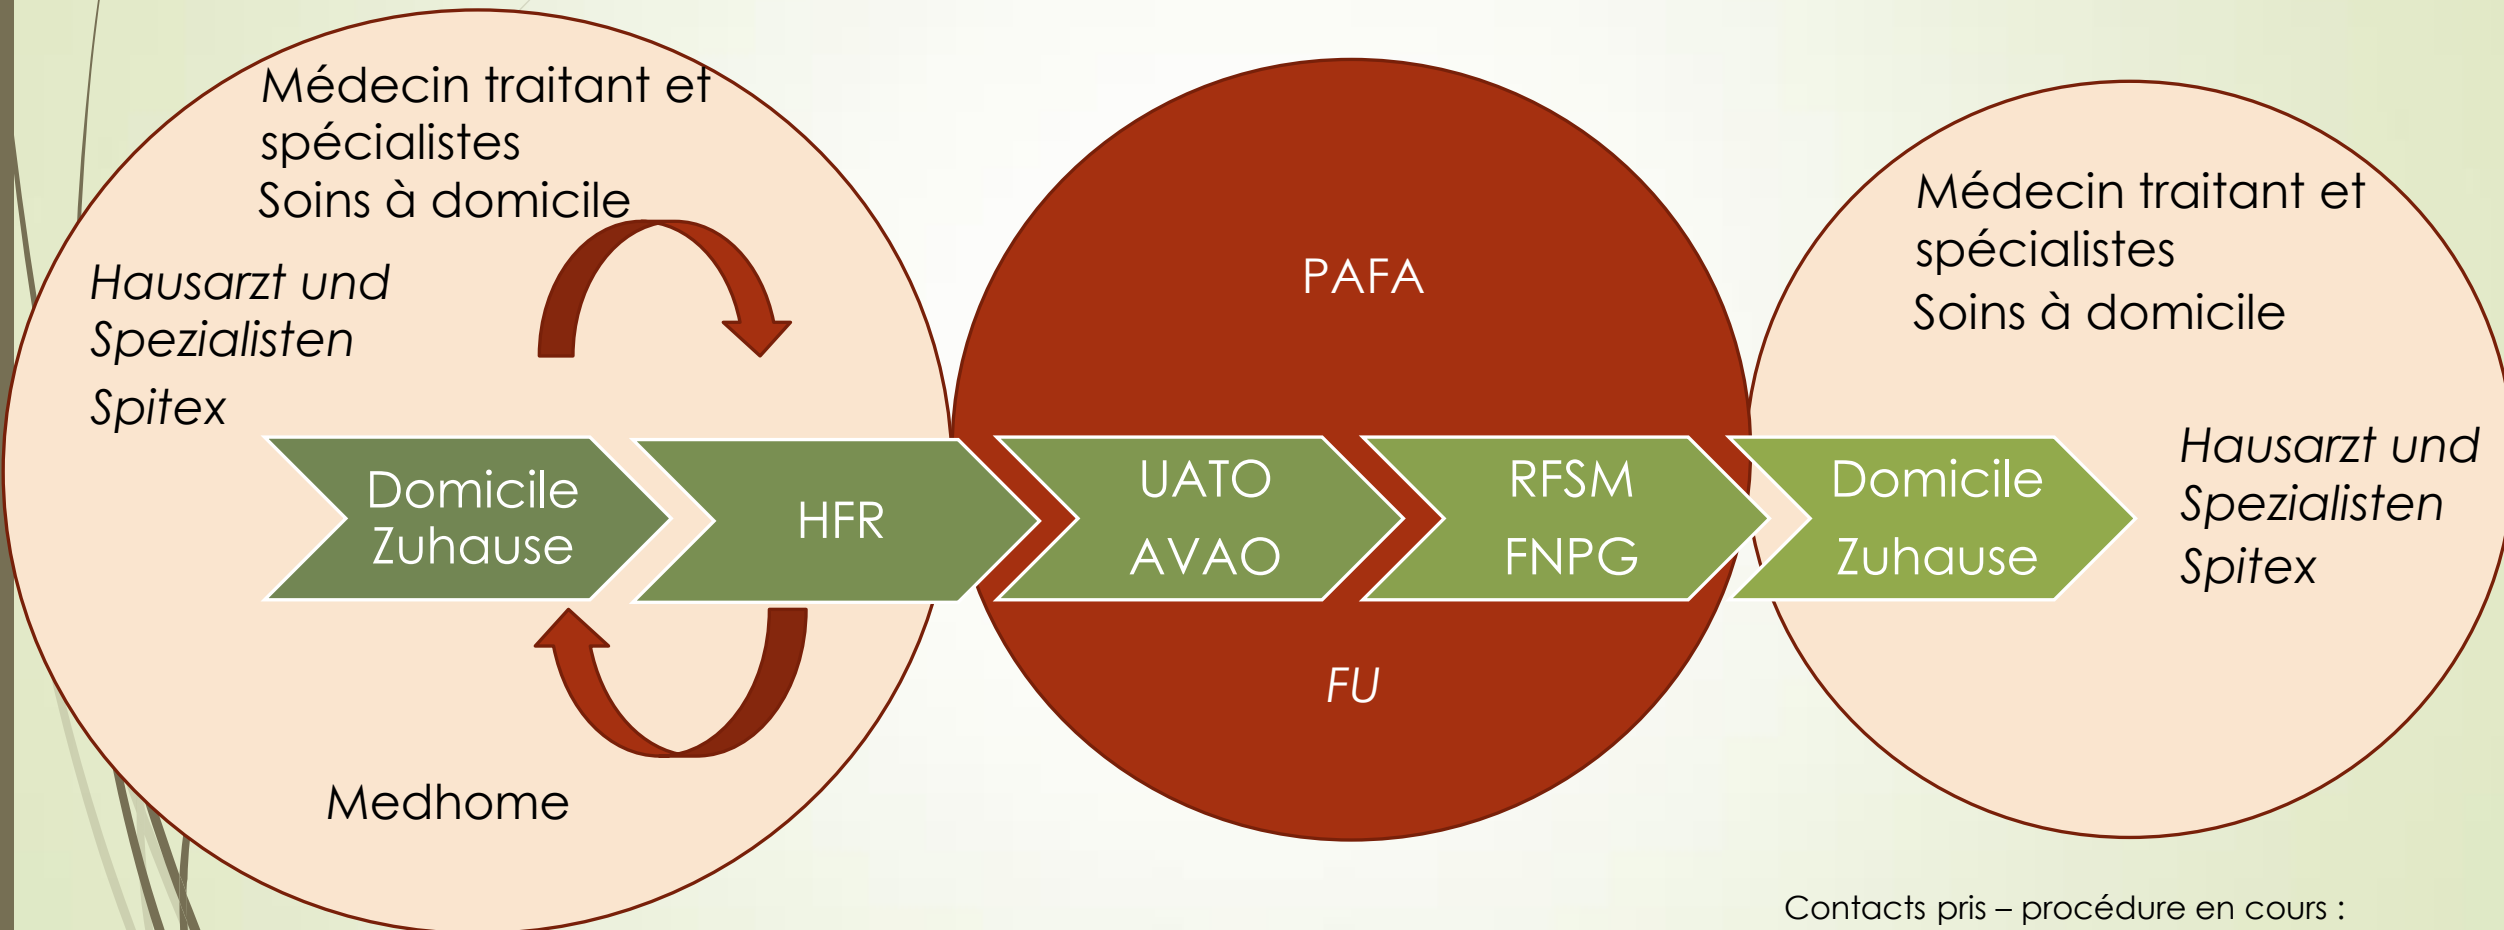 Médecin traitant et
spécialistes
Soins à domicile
Hausarzt und
Spezialisten
Spitex
Domicile
Zuhause
HFR
Medhome
PAFA
UATO
AVAO
RFSM
FNPG
FU
Médecin traitant et
spécialistes
Soins à domicile
Domicile
Zuhause
Hausarzt und
Spezialisten
Spitex
Contacts pris – procédure en cours :